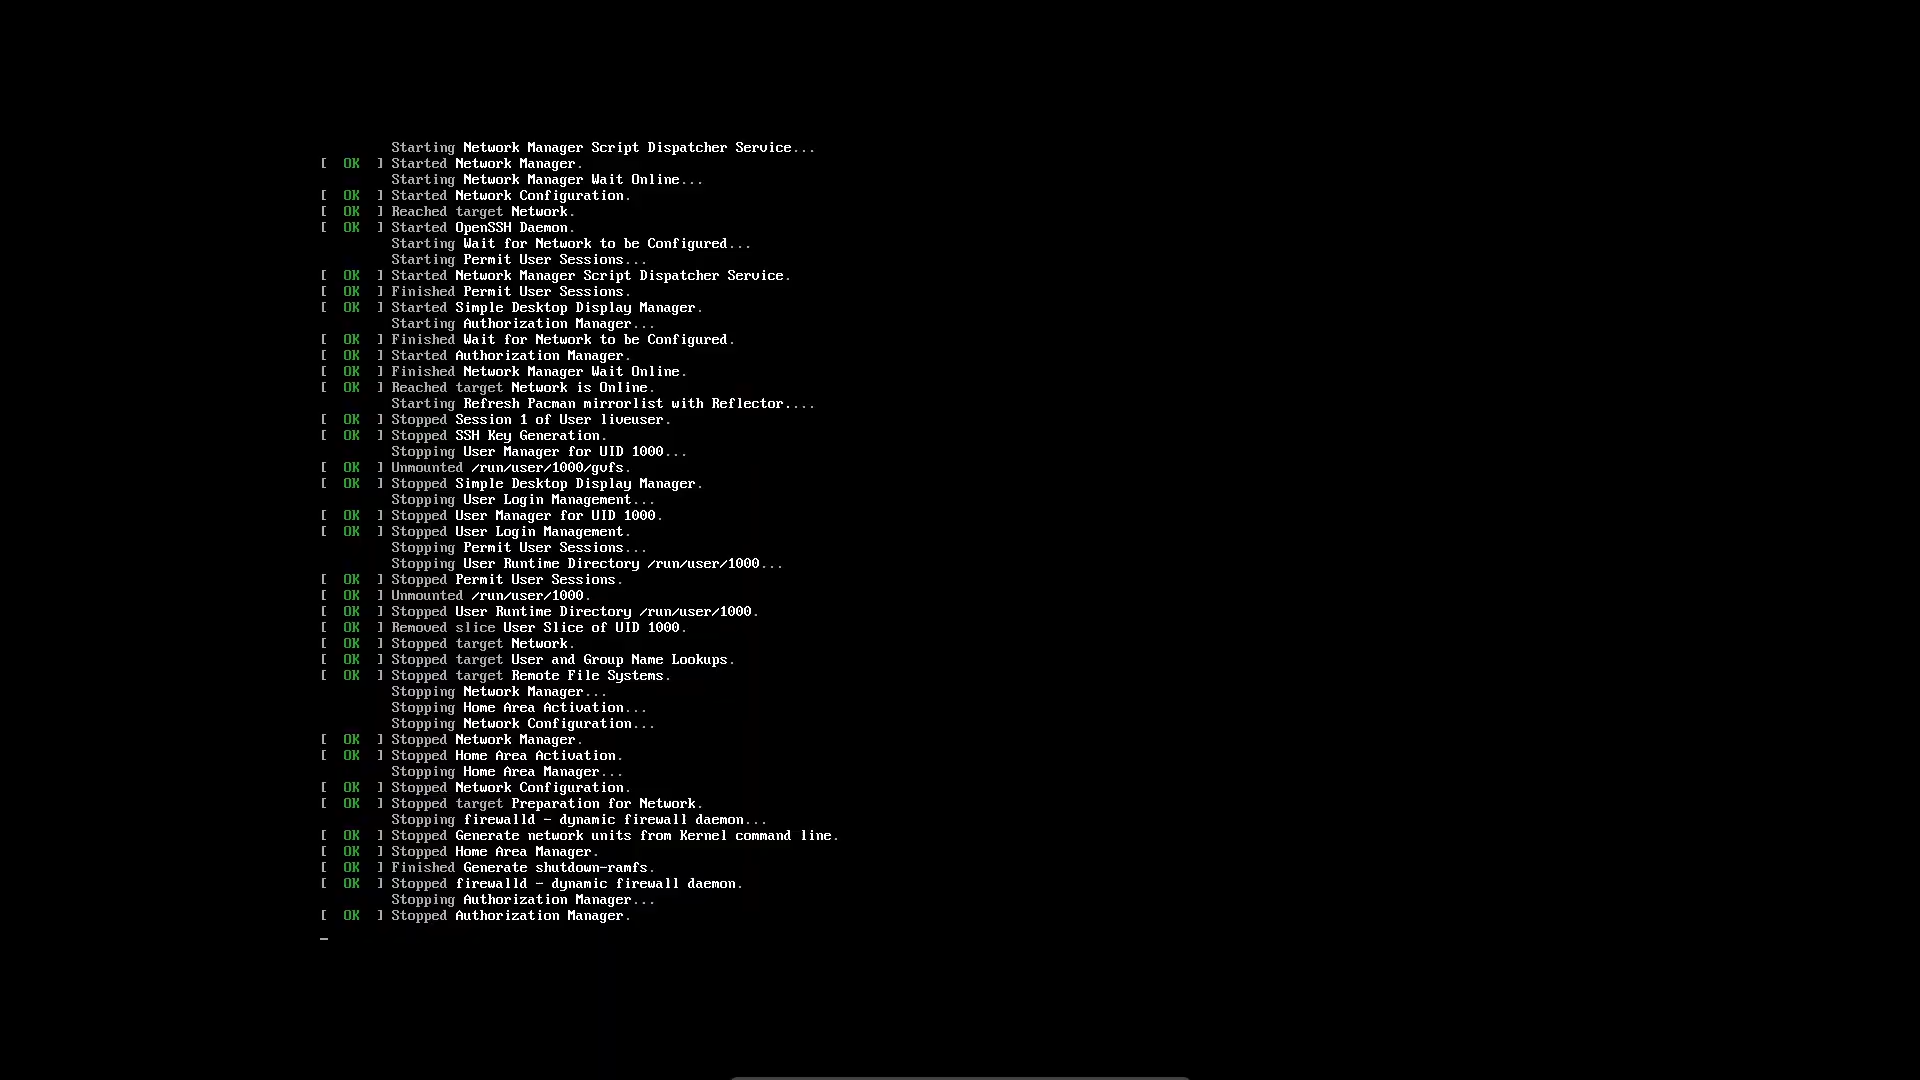 Starting Network Manager Script Dispatcher Service...
[  OK  ] Started Network Manager.
Starting Network Manager Wait Online...
[  OK  ] Started Network Configuration.
[  OK  ] Reached target Network.
[  OK  ] Started OpenSSH Daemon.
Starting Wait for Network to be Configured...
Starting Permit User Sessions...
[  OK  ] Started Network Manager Script Dispatcher Service.
[  OK  ] Finished Permit User Sessions.
[  OK  ] Started Simple Desktop Display Manager.
Starting Authorization Manager...
[  OK  ] Finished Wait for Network to be Configured.
[  OK  ] Started Authorization Manager.
[  OK  ] Finished Network Manager Wait Online.
[  OK  ] Reached target Network is Online.
Starting Refresh Pacman mirrorlist with Reflector....
[  OK  ] Stopped Session 1 of User liveuser.
[  OK  ] Stopped SSH Key Generation.
Stopping User Manager for UID 1000...
[  OK  ] Unmounted /run/user/1000/gvfs.
[  OK  ] Stopped Simple Desktop Display Manager.
Stopping User Login Management...
[  OK  ] Stopped User Manager for UID 1000.
[  OK  ] Stopped User Login Management.
Stopping Permit User Sessions...
Stopping User Runtime Directory /run/user/1000...
[  OK  ] Stopped Permit User Sessions.
[  OK  ] Unmounted /run/user/1000.
[  OK  ] Stopped User Runtime Directory /run/user/1000.
[  OK  ] Removed slice User Slice of UID 1000.
[  OK  ] Stopped target Network.
[  OK  ] Stopped target User and Group Name Lookups.
[  OK  ] Stopped target Remote File Systems.
Stopping Network Manager...
Stopping Home Area Activation...
Stopping Network Configuration...
[  OK  ] Stopped Network Manager.
[  OK  ] Stopped Home Area Activation.
Stopping Home Area Manager...
[  OK  ] Stopped Network Configuration.
[  OK  ] Stopped target Preparation for Network.
Stopping firewalld - dynamic firewall daemon...
[  OK  ] Stopped Generate network units from Kernel command line.
[  OK  ] Stopped Home Area Manager.
[  OK  ] Finished Generate shutdown-ramfs.
[  OK  ] Stopped firewalld - dynamic firewall daemon.
Stopping Authorization Manager...
[  OK  ] Stopped Authorization Manager.